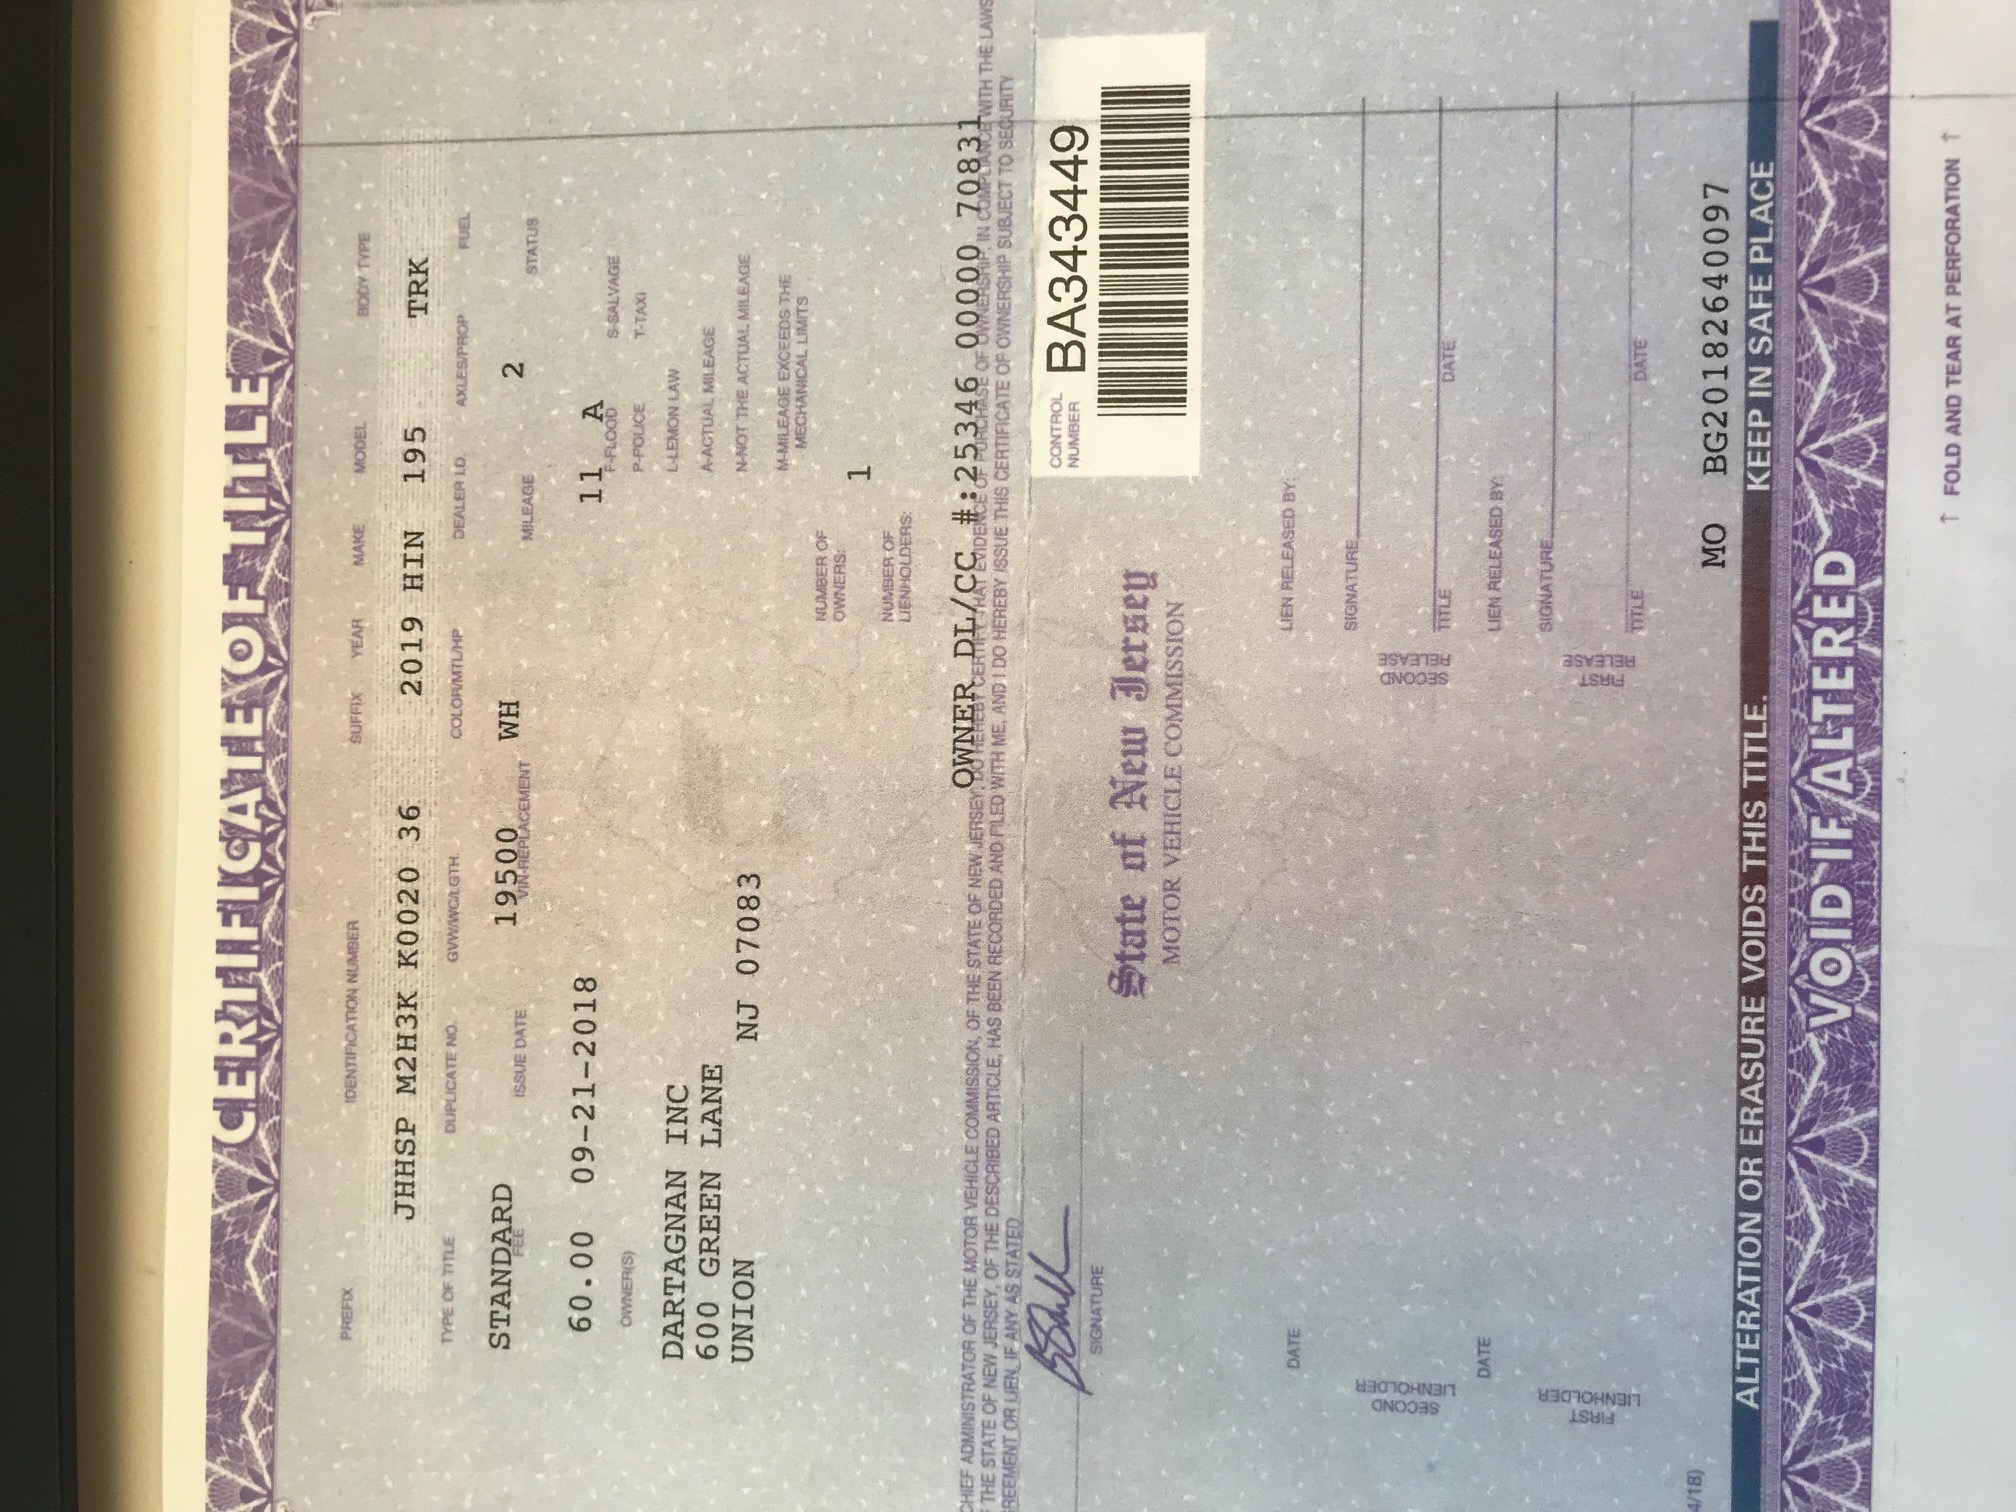 CERTIFICATE OF TITLE
PREFIX IDENTIFICATION NUMBER SUFFIX YEAR MAKE MODEL BODY TYPE
JHHSP M2H3K K0020 36 2019 HIN 195 TRK
TYPE OF TITLE DUPLICATE NO. GVW/WC/LGTH. COLOR/MTL/HP DEALER I.D. AXLES/PROP FUEL
STANDARD 19500 WH 2
FEE ISSUE DATE VIN-REPLACEMENT MILEAGE STATUS
60.00 09-21-2018 11 A
OWNER(S)
DARTAGNAN INC
600 GREEN LANE
UNION NJ 07083
F-FLOOD S-SALVAGE
P-POLICE T-TAXI
L-LEMON LAW
A-ACTUAL MILEAGE
N-NOT THE ACTUAL MILEAGE
M-MILEAGE EXCEEDS THE
MECHANICAL LIMITS
NUMBER OF
OWNERS:
1
NUMBER OF
LIENHOLDERS:
OWNER DL/CC #:25346 00000 70831
CHIEF ADMINISTRATOR OF THE MOTOR VEHICLE COMMISSION, OF THE STATE OF NEW JERSEY, DO HEREBY CERTIFY THAT EVIDENCE OF PURCHASE OF OWNERSHIP, IN COMPLIANCE WITH THE LAWS
THE STATE OF NEW JERSEY, OF THE DESCRIBED ARTICLE, HAS BEEN RECORDED AND FILED WITH ME, AND I DO HEREBY ISSUE THIS CERTIFICATE OF OWNERSHIP SUBJECT TO SECURITY
REEMENT OR LIEN, IF ANY AS STATED
SIGNATURE
CONTROL
NUMBER
BA343449
State of New Jersey
MOTOR VEHICLE COMMISSION
DATE
SECOND
LIENHOLDER
LIEN RELEASED BY:
SIGNATURE
SECOND
RELEASE
TITLE DATE
DATE
FIRST
LIENHOLDER
LIEN RELEASED BY:
SIGNATURE
FIRST
RELEASE
TITLE DATE
4/18)
MO BG20182640097
ALTERATION OR ERASURE VOIDS THIS TITLE. KEEP IN SAFE PLACE
VOID IF ALTERED
↑ FOLD AND TEAR AT PERFORATION ↑